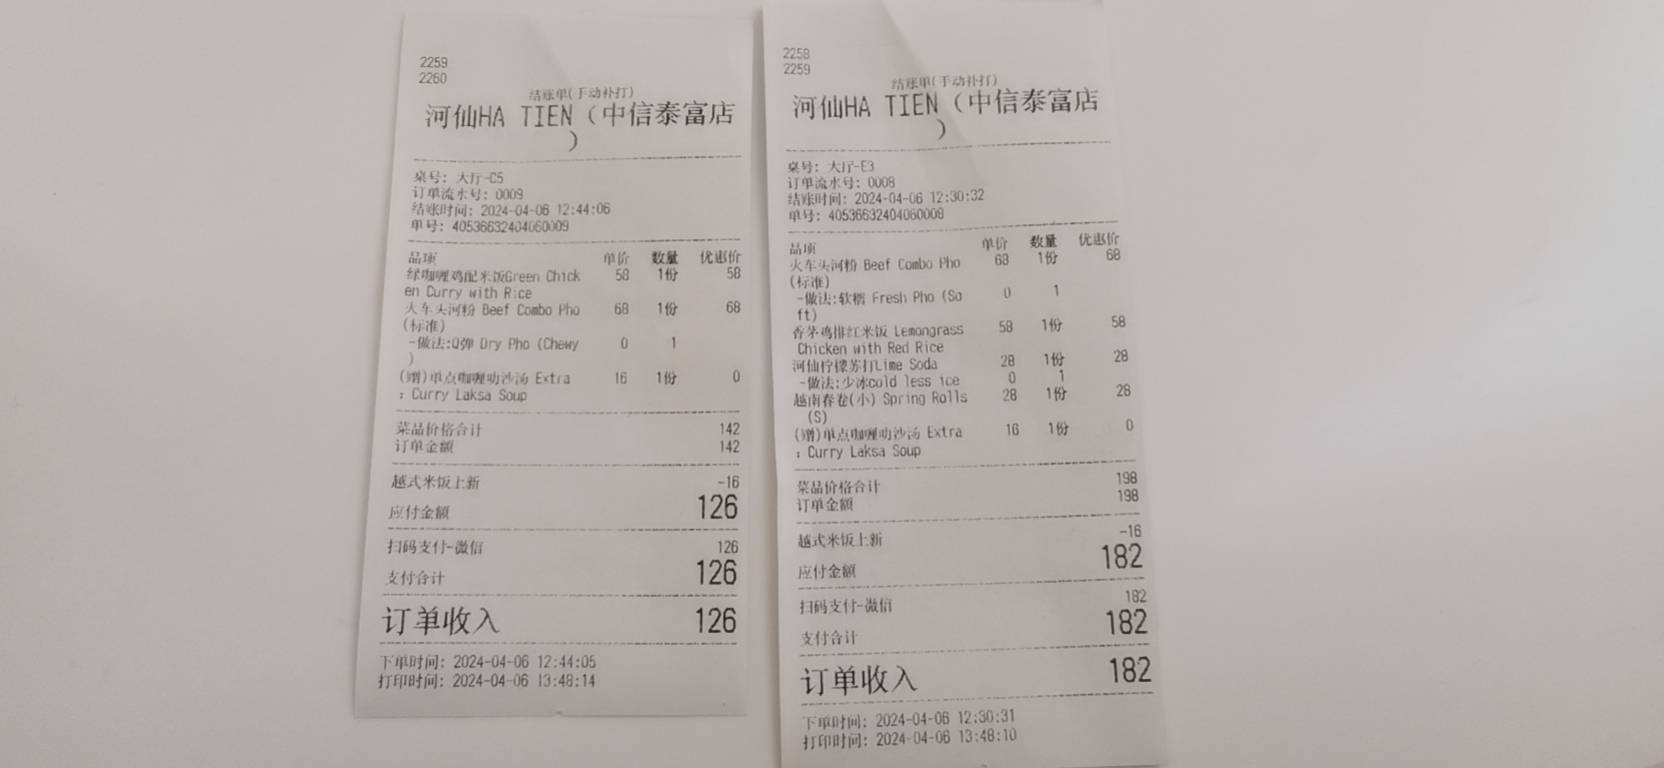 2259
2260
结账单(手动补打)
河仙HA TIEN（中信泰富店
）
桌号: 大厅-C5
订单流水号: 0009
结账时间: 2024-04-06 12:44:06
单号: 40536632404060009
品项 单价 数量 优惠价
绿咖喱鸡配米饭Green Chick 58 1份 58
en Curry with Rice
火车头河粉 Beef Combo Pho 68 1份 68
(标准)
-做法:Q弹 Dry Pho (Chewy 0 1
)
(赠)单点咖喱叻沙汤 Extra 16 1份 0
: Curry Laksa Soup
菜品价格合计 142
订单金额 142
越式米饭上新 -16
应付金额 126
扫码支付-微信 126
支付合计 126
订单收入 126
下单时间: 2024-04-06 12:44:05
打印时间: 2024-04-06 13:48:14
2258
2259
结账单(手动补打)
河仙HA TIEN（中信泰富店
）
桌号: 大厅-E3
订单流水号: 0008
结账时间: 2024-04-06 12:30:32
单号: 40536632404060008
品项 单价 数量 优惠价
火车头河粉 Beef Combo Pho 68 1份 68
(标准)
-做法:软糯 Fresh Pho (So 0 1
ft)
香茅鸡排红米饭 Lemongrass 58 1份 58
Chicken with Red Rice
河仙柠檬苏打Lime Soda 28 1份 28
-做法:少冰cold less ice 0 1
越南春卷(小) Spring Rolls 28 1份 28
(S)
(赠)单点咖喱叻沙汤 Extra 16 1份 0
: Curry Laksa Soup
菜品价格合计 198
订单金额 198
越式米饭上新 -16
应付金额 182
扫码支付-微信 182
支付合计 182
订单收入 182
下单时间: 2024-04-06 12:30:31
打印时间: 2024-04-06 13:48:10